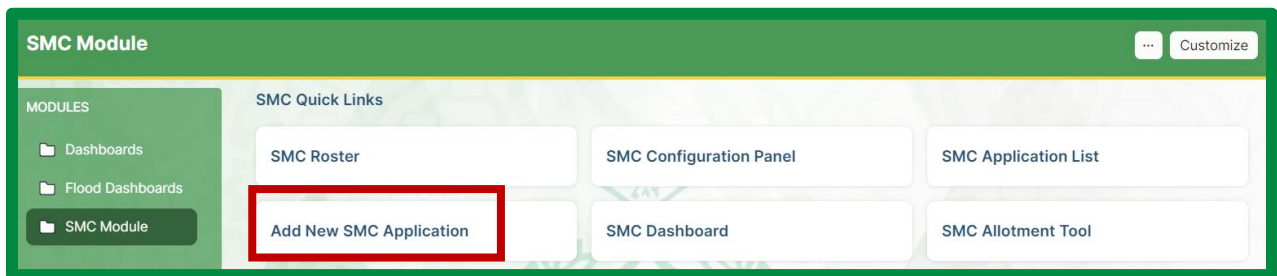 SMC Module
... Customize
MODULES
SMC Quick Links
Dashboards
Flood Dashboards
SMC Module
SMC Roster
SMC Configuration Panel
SMC Application List
Add New SMC Application
SMC Dashboard
SMC Allotment Tool